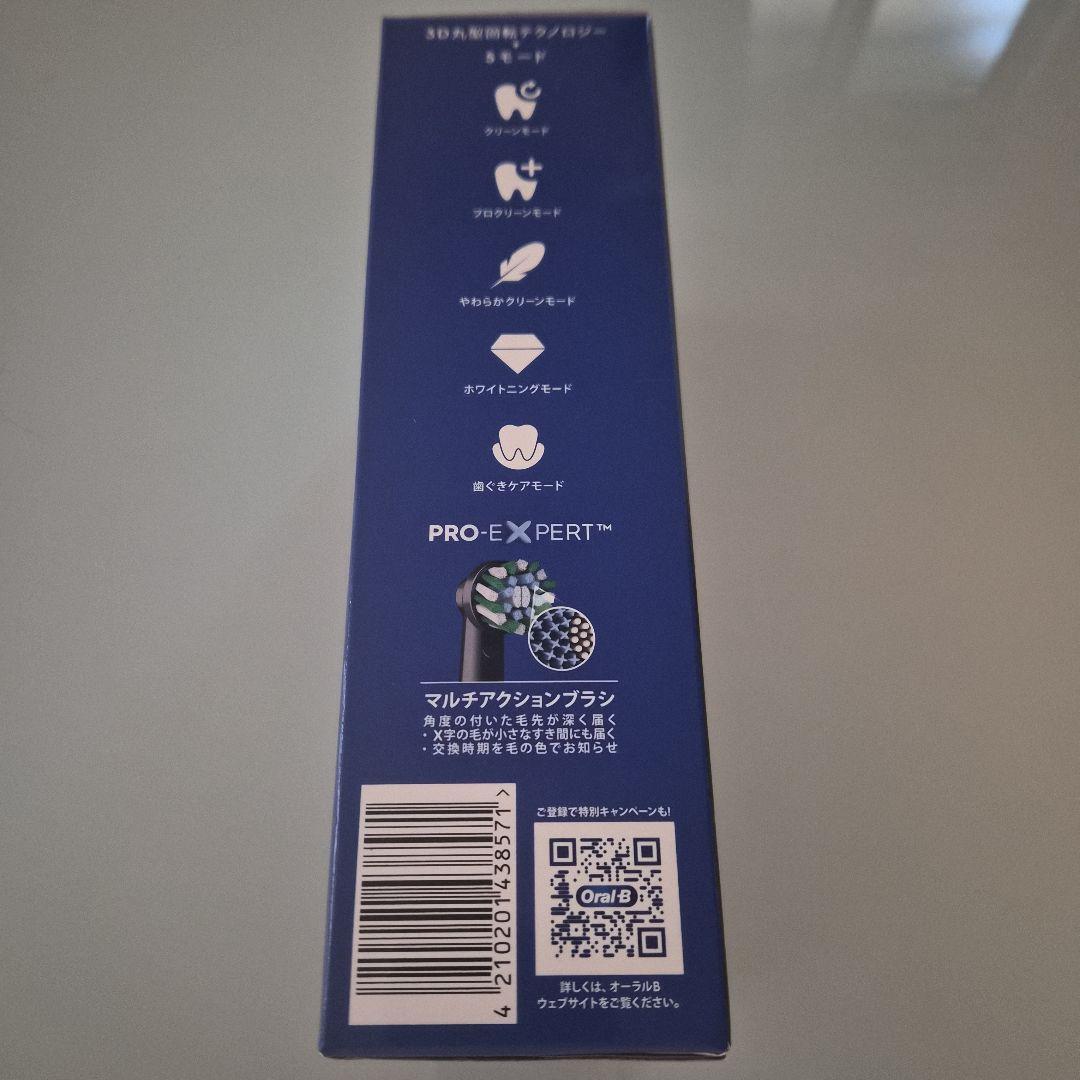 3D丸型回転テクノロジー
+
5モード
クリーンモード
プロクリーンモード
やわらかクリーンモード
ホワイトニングモード
歯ぐきケアモード
PRO-EXPERT™
マルチアクションブラシ
角度の付いた毛先が深く届く
・X字の毛が小さなすき間にも届く
・交換時期を毛の色でお知らせ
4 210201 438571 >
ご登録で特別キャンペーンも!
Oral-B
詳しくは、オーラルB
ウェブサイトをご覧ください。